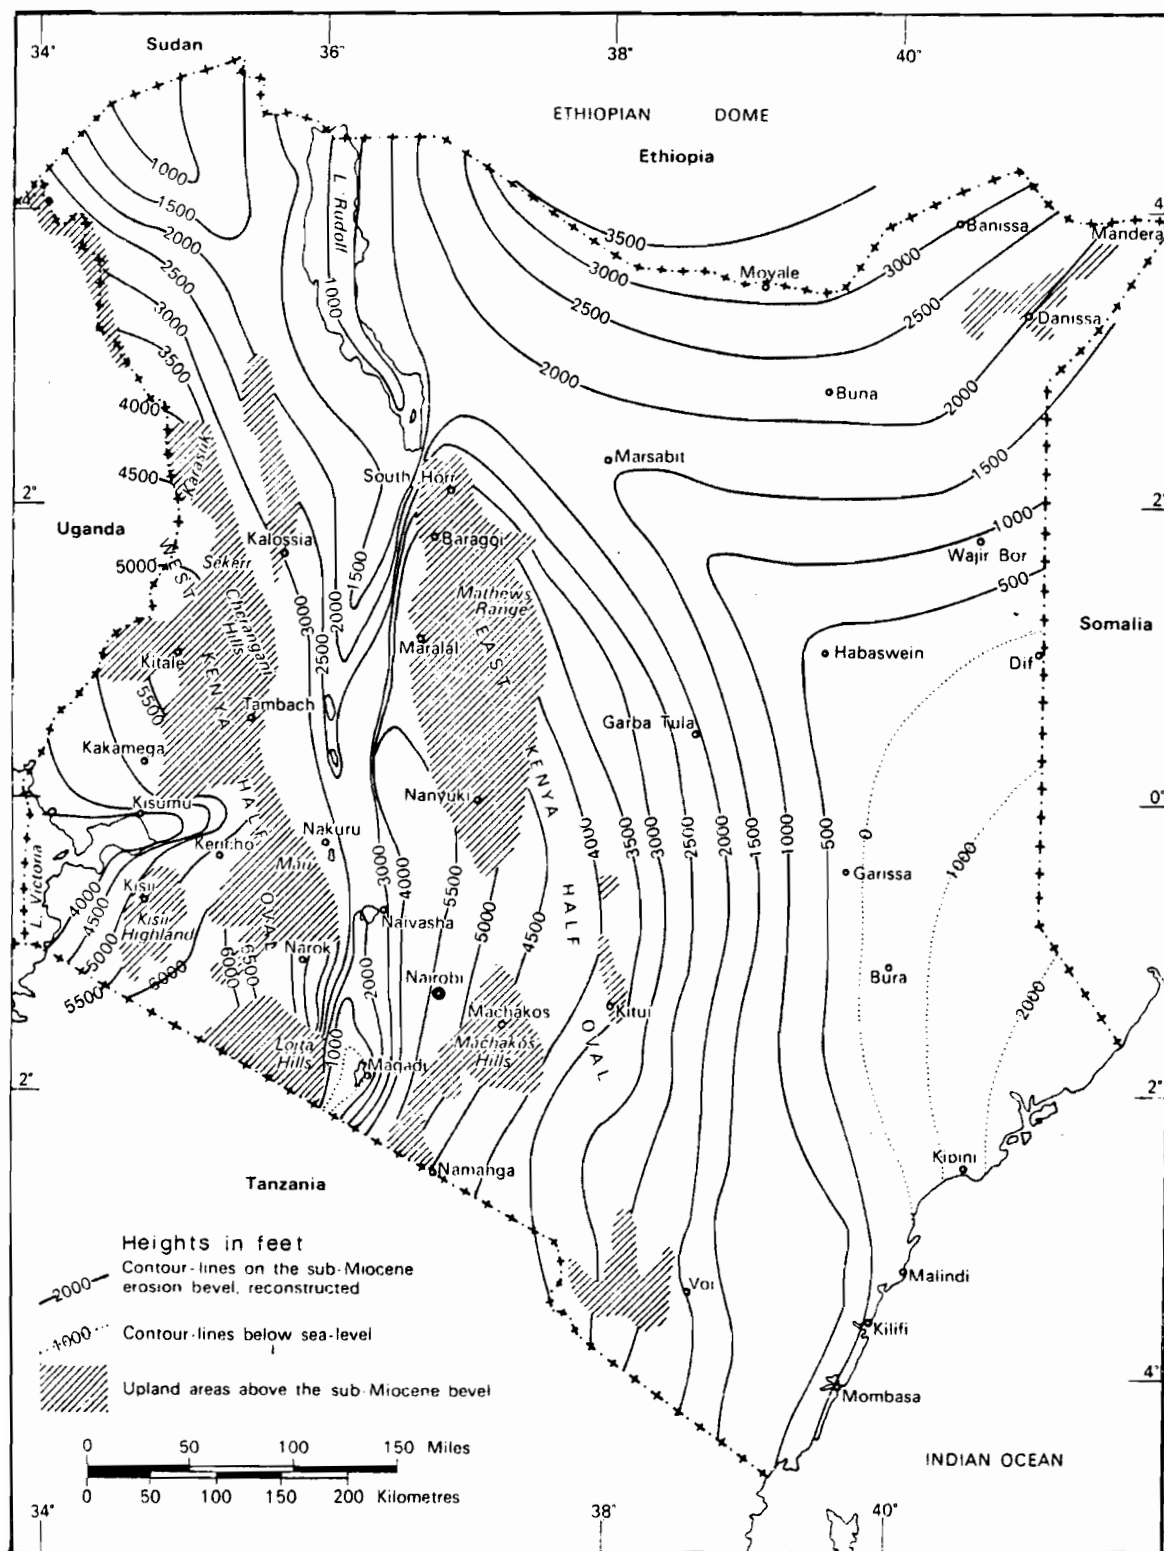 34° 36° 38° 40°
Sudan
ETHIOPIAN DOME
Ethiopia
L. Rudolf
1000
1500
2000
2500
3000
3500
4000
4500
5000
5500
1000
3500
3000
2500
2000
1500
1000
500
3000
2500
2000
4°
4°
Banissa
Mandera
Moyale
Danissa
Buna
Marsabit
South Horr
2°
2°
Karasuk
Uganda
Kalossia
Baragoi
Wajir Bor
WEST KENYA HALF OVAL
Sekerr
Cherangani Hills
Mathews Range
EAST KENYA HALF OVAL
1500
2000
2500
3000
Somalia
Kitale
Maralal
Habaswein
Dif
Tambach
Garba Tula
Kakamega
Nanyuki
Kisumu
0°
Nakuru
Kericho
Mau
L. Victoria
Kisii
Kisii Highland
3000
4000
5500
5000
4500
4000
3500
3000
2500
2000
1500
1000
500
0
1000
2000
Garissa
Naivasha
Narok
4000
4500
5000
5500
6000
6000
5500
2000
1000
Nairobi
Bura
Machakos
Kitui
Loita Hills
Machakos Hills
Magadi
2°
2°
Namanga
Kipini
Tanzania
Heights in feet
2000 Contour-lines on the sub-Miocene
erosion bevel, reconstructed
1000 Contour-lines below sea-level
Upland areas above the sub-Miocene bevel
Voi
Malindi
Kilifi
Mombasa
4°
INDIAN OCEAN
0 50 100 150 Miles
0 50 100 150 200 Kilometres
34° 38° 40°